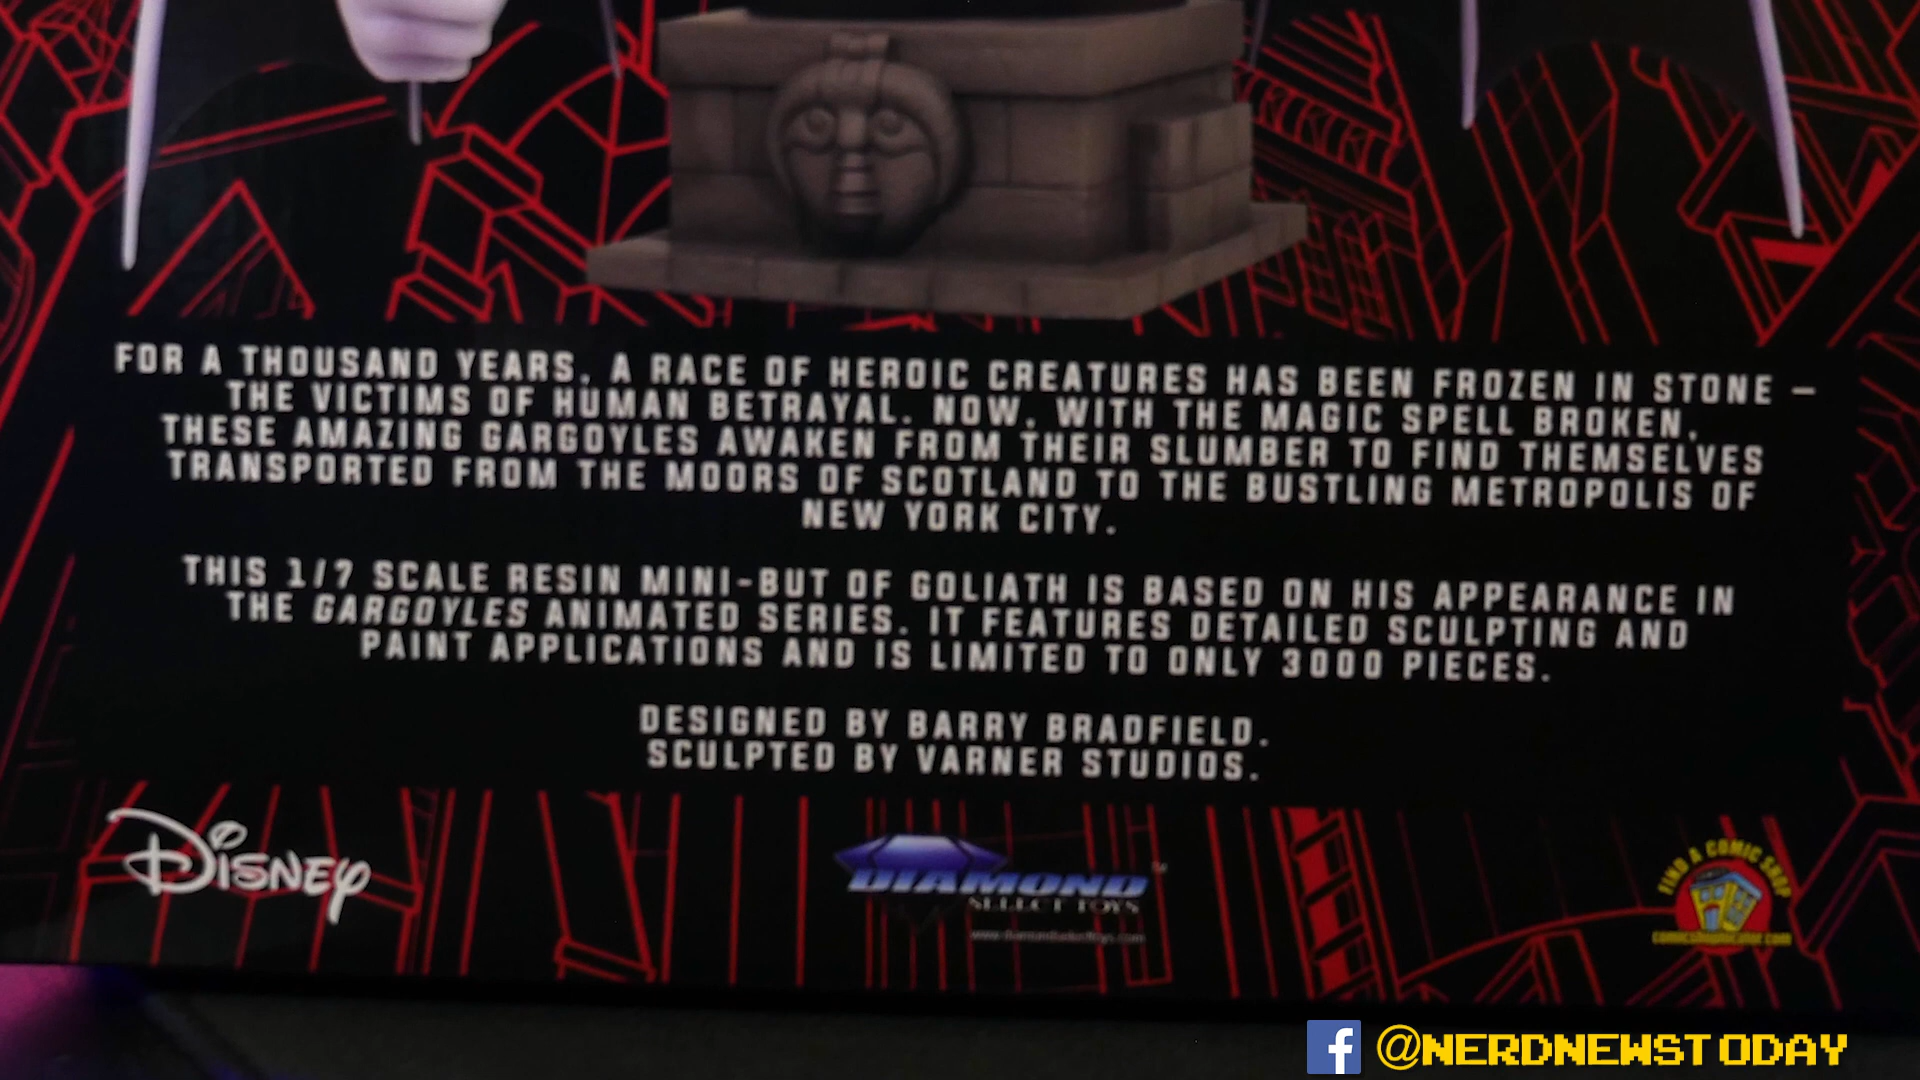 FOR A THOUSAND YEARS, A RACE OF HEROIC CREATURES HAS BEEN FROZEN IN STONE –
THE VICTIMS OF HUMAN BETRAYAL. NOW, WITH THE MAGIC SPELL BROKEN,
THESE AMAZING GARGOYLES AWAKEN FROM THEIR SLUMBER TO FIND THEMSELVES
TRANSPORTED FROM THE MOORS OF SCOTLAND TO THE BUSTLING METROPOLIS OF
NEW YORK CITY.
THIS 1/7 SCALE RESIN MINI-BUT OF GOLIATH IS BASED ON HIS APPEARANCE IN
THE GARGOYLES ANIMATED SERIES. IT FEATURES DETAILED SCULPTING AND
PAINT APPLICATIONS AND IS LIMITED TO ONLY 3000 PIECES.
DESIGNED BY BARRY BRADFIELD.
SCULPTED BY VARNER STUDIOS.
DISNEY
DIAMOND
SELECT TOYS
www.diamondselecttoys.com
FIND A COMIC SHOP
comicshoplocator.com
@NERDNEWSTODAY